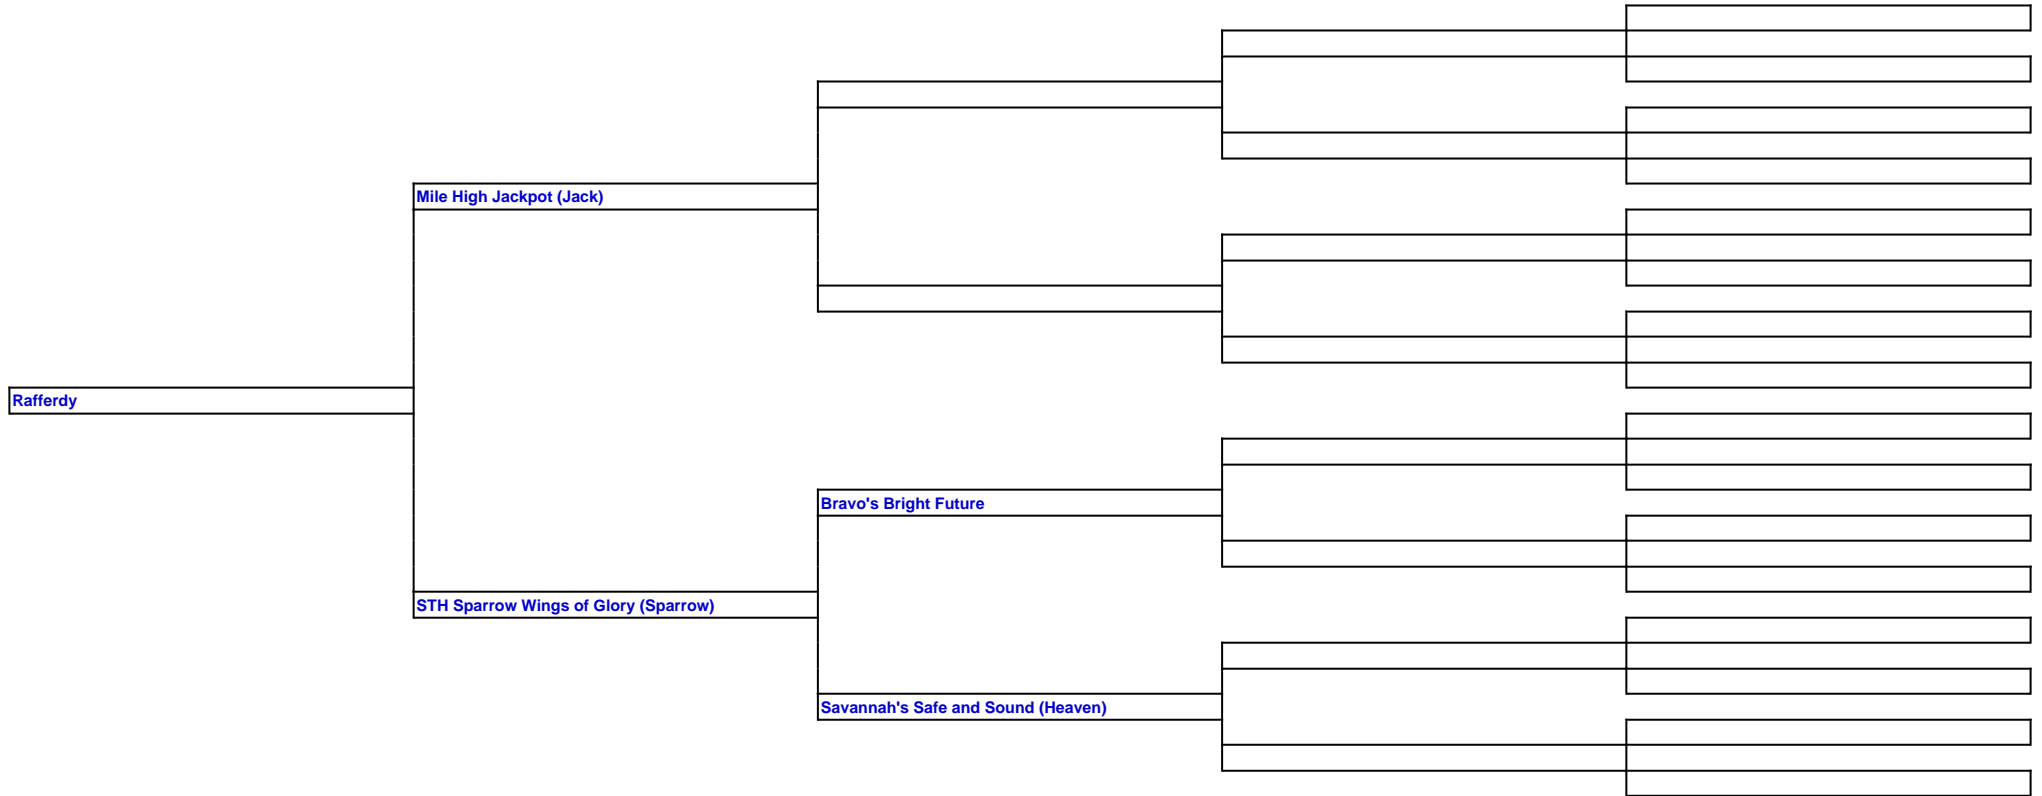 Mile High Jackpot (Jack)
Rafferdy
Bravo's Bright Future
STH Sparrow Wings of Glory (Sparrow)
Savannah's Safe and Sound (Heaven)